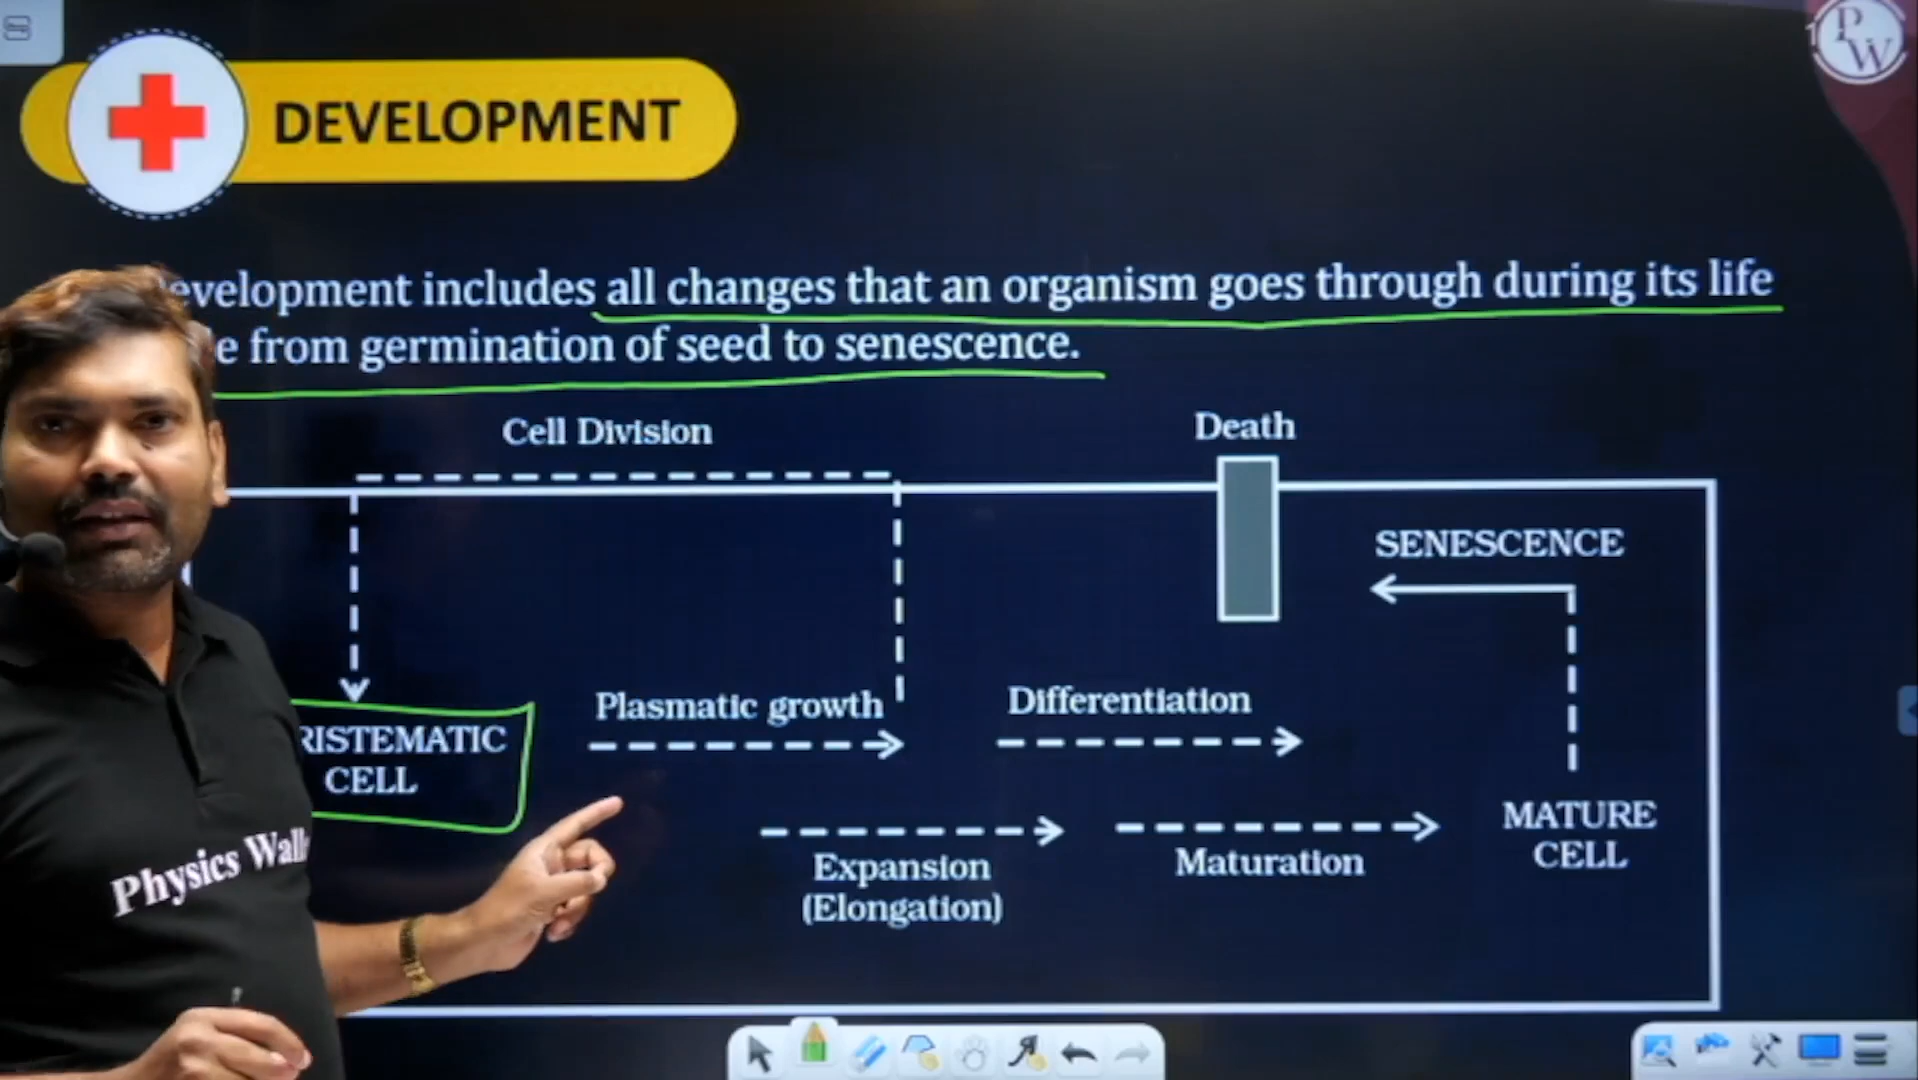 PW
DEVELOPMENT
evelopment includes all changes that an organism goes through during its life
e from germination of seed to senescence.
Cell Division
Death
SENESCENCE
Plasmatic growth
Differentiation
RISTEMATIC
CELL
Expansion
(Elongation)
Maturation
MATURE
CELL
Physics Wall